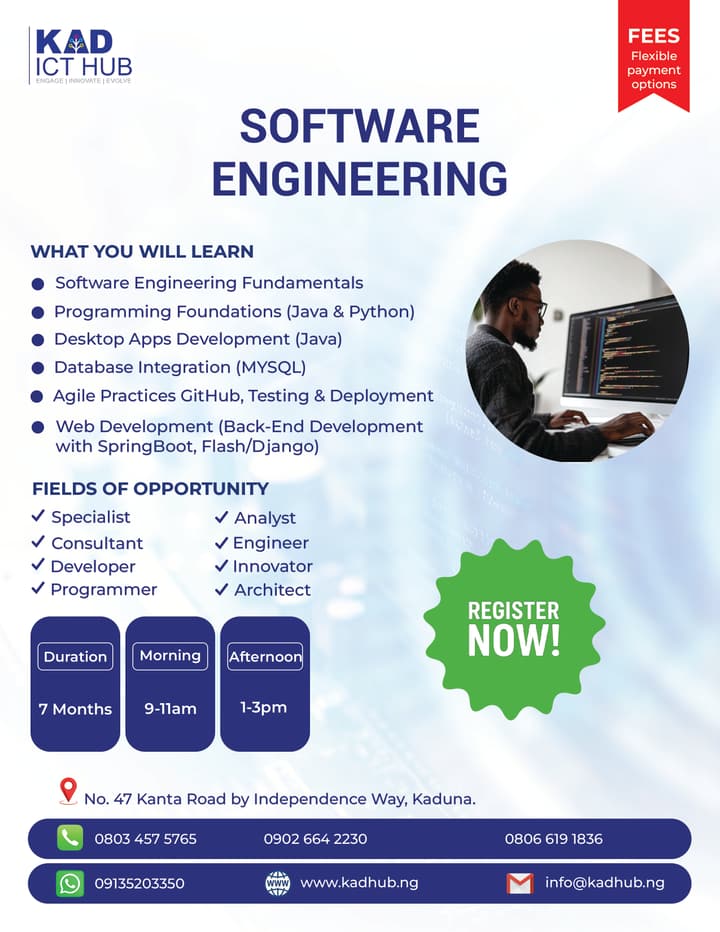 KAD
ICT HUB
ENGAGE | INNOVATE | EVOLVE
FEES
Flexible
payment
options
SOFTWARE
ENGINEERING
WHAT YOU WILL LEARN
Software Engineering Fundamentals
Programming Foundations (Java & Python)
Desktop Apps Development (Java)
Database Integration (MYSQL)
Agile Practices GitHub, Testing & Deployment
Web Development (Back-End Development
with SpringBoot, Flash/Django)
FIELDS OF OPPORTUNITY
Specialist
Analyst
Consultant
Engineer
Developer
Innovator
Programmer
Architect
REGISTER
NOW!
Duration
7 Months
Morning
9-11am
Afternoon
1-3pm
No. 47 Kanta Road by Independence Way, Kaduna.
0803 457 5765 0902 664 2230 0806 619 1836
09135203350 www.kadhub.ng info@kadhub.ng